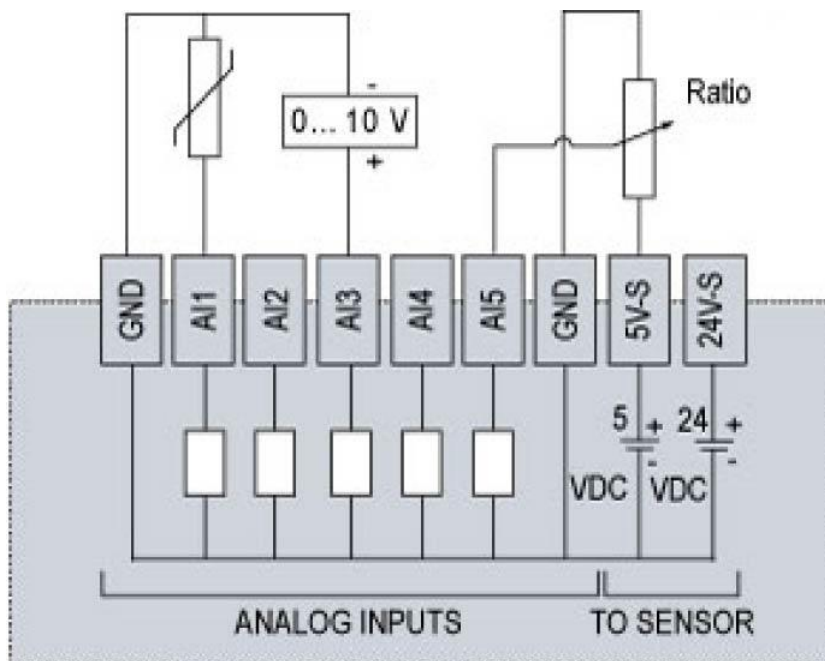 -
0... 10 V
+
Ratio
GND
AI1
AI2
AI3
AI4
AI5
GND
5V-S
24V-S
5 +
-
VDC
24 +
-
VDC
ANALOG INPUTS
TO SENSOR